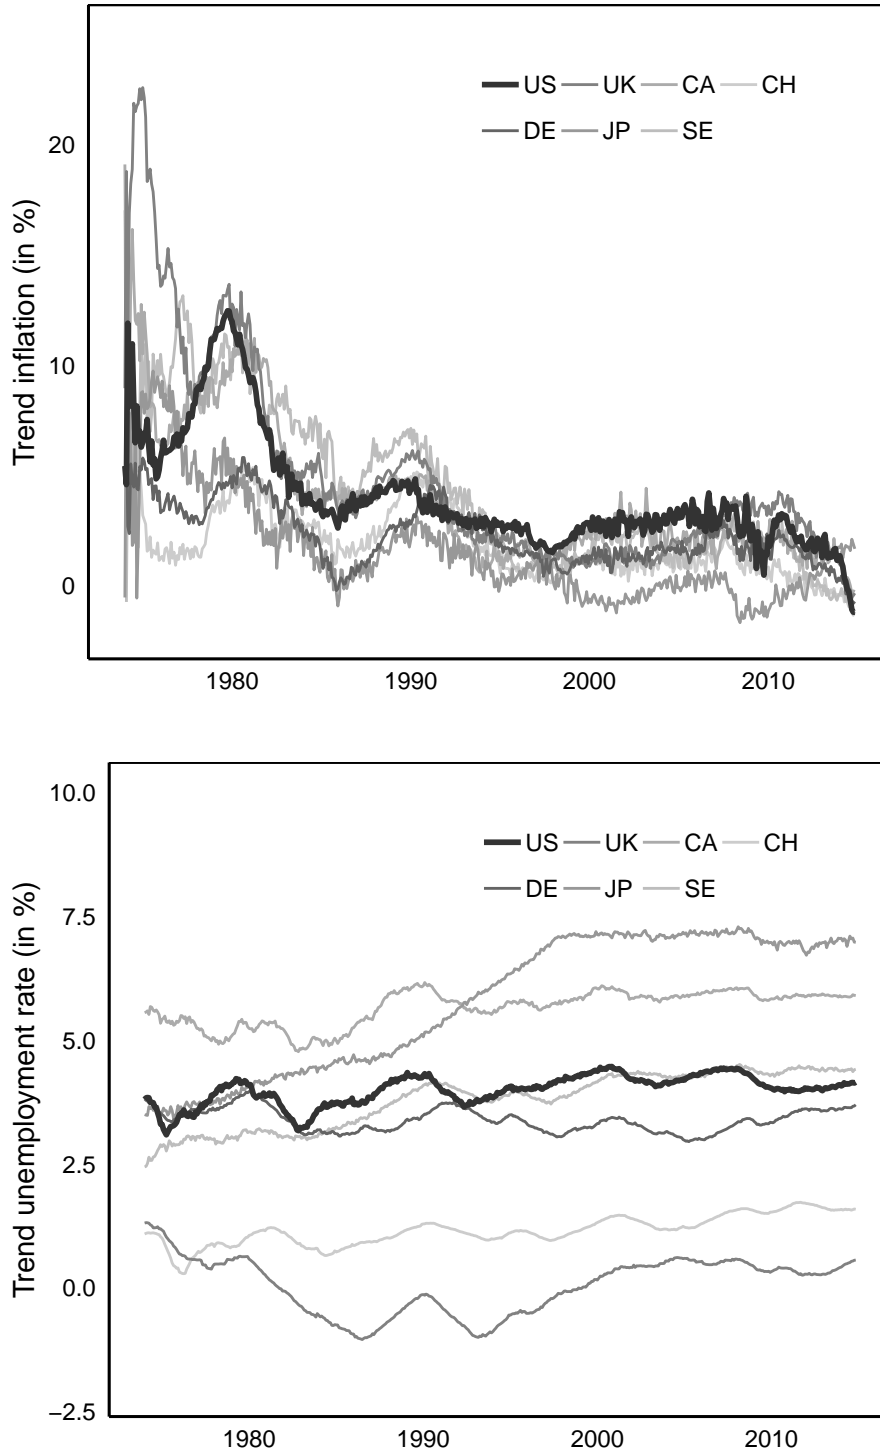 US UK CA CH
DE JP SE
Trend inflation (in %)
20
10
0
1980 1990 2000 2010
US UK CA CH
DE JP SE
Trend unemployment rate (in %)
10.0
7.5
5.0
2.5
0.0
−2.5
1980 1990 2000 2010